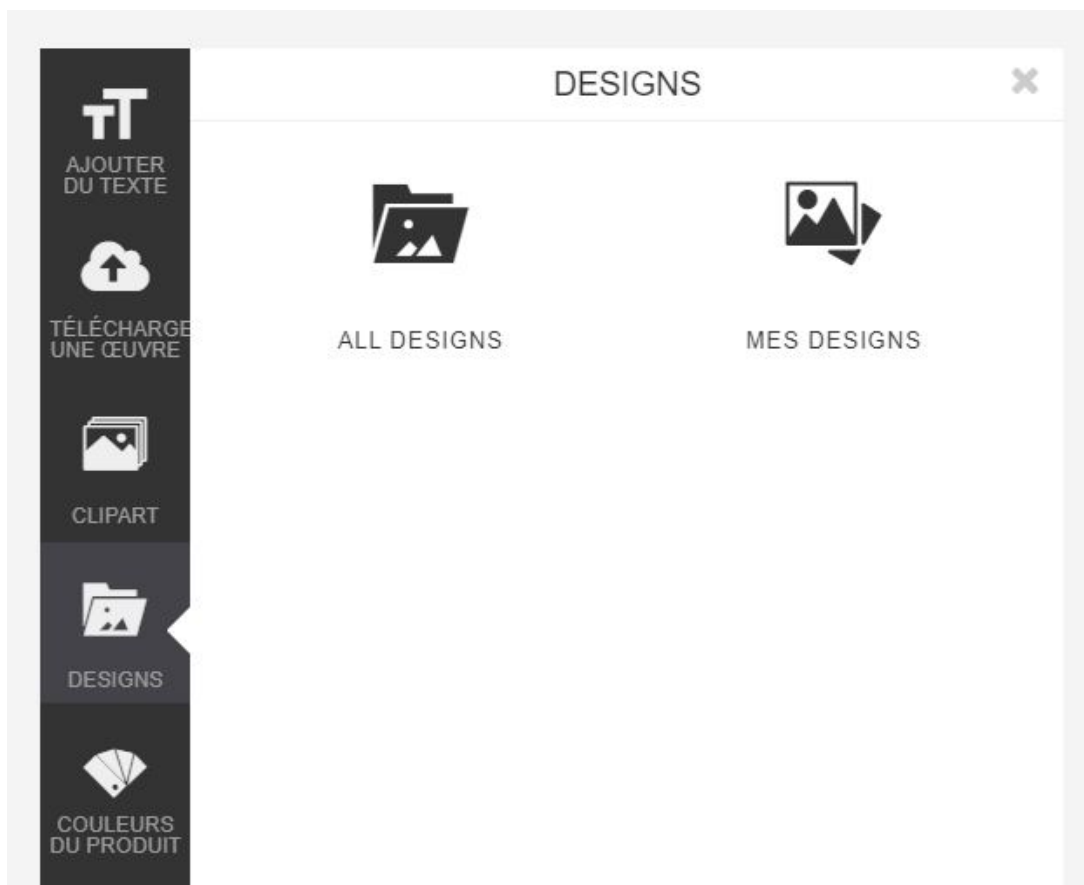 DESIGNS
AJOUTER
DU TEXTE
TÉLÉCHARGE
UNE ŒUVRE
CLIPART
DESIGNS
COULEURS
DU PRODUIT
ALL DESIGNS
MES DESIGNS